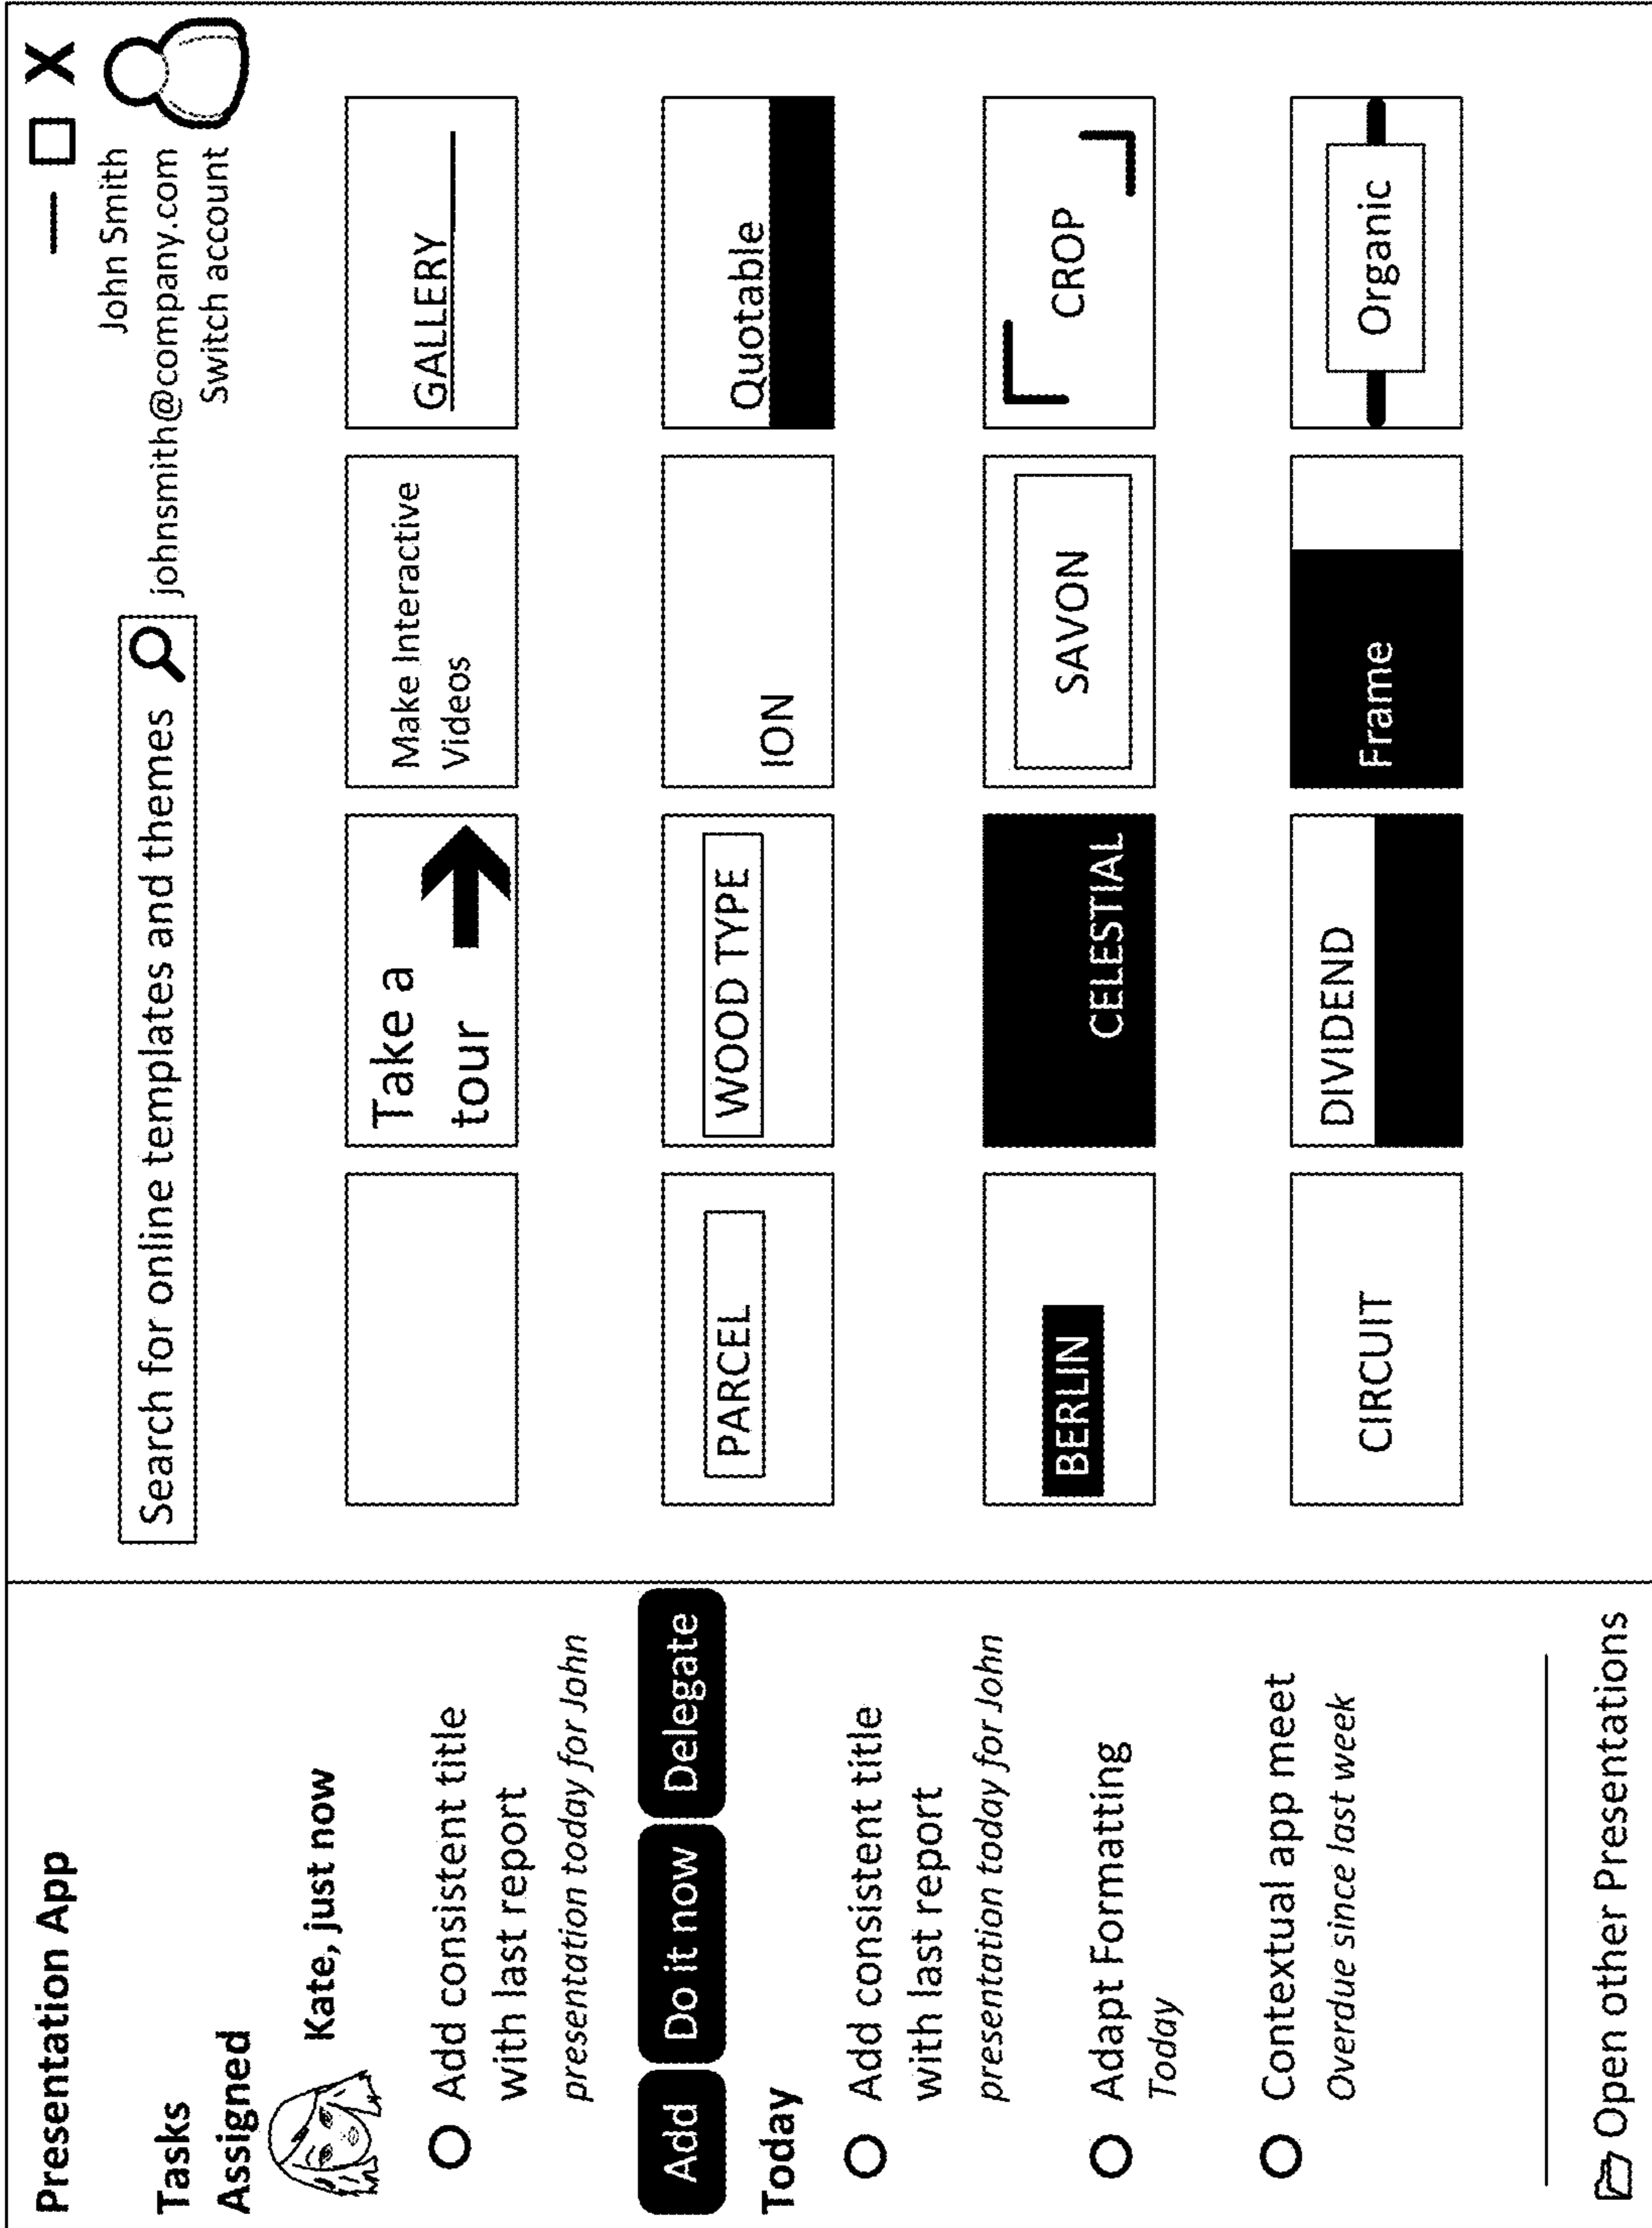 Presentation App
Tasks
Assigned
Kate, just now
Add consistent title
with last report
presentation today for John
Add
Do it now
Delegate
Today
Add consistent title
with last report
presentation today for John
Adapt Formatting
Today
Contextual app meet
Overdue since last week
Open other Presentations
X
Search for online templates and themes
John Smith
johnsmith@company.com
Switch account
Take a
tour
Make Interactive
Videos
GALLERY
PARCEL
WOOD TYPE
ION
Quotable
BERLIN
CELESTIAL
SAVON
CROP
CIRCUIT
DIVIDEND
Frame
Organic